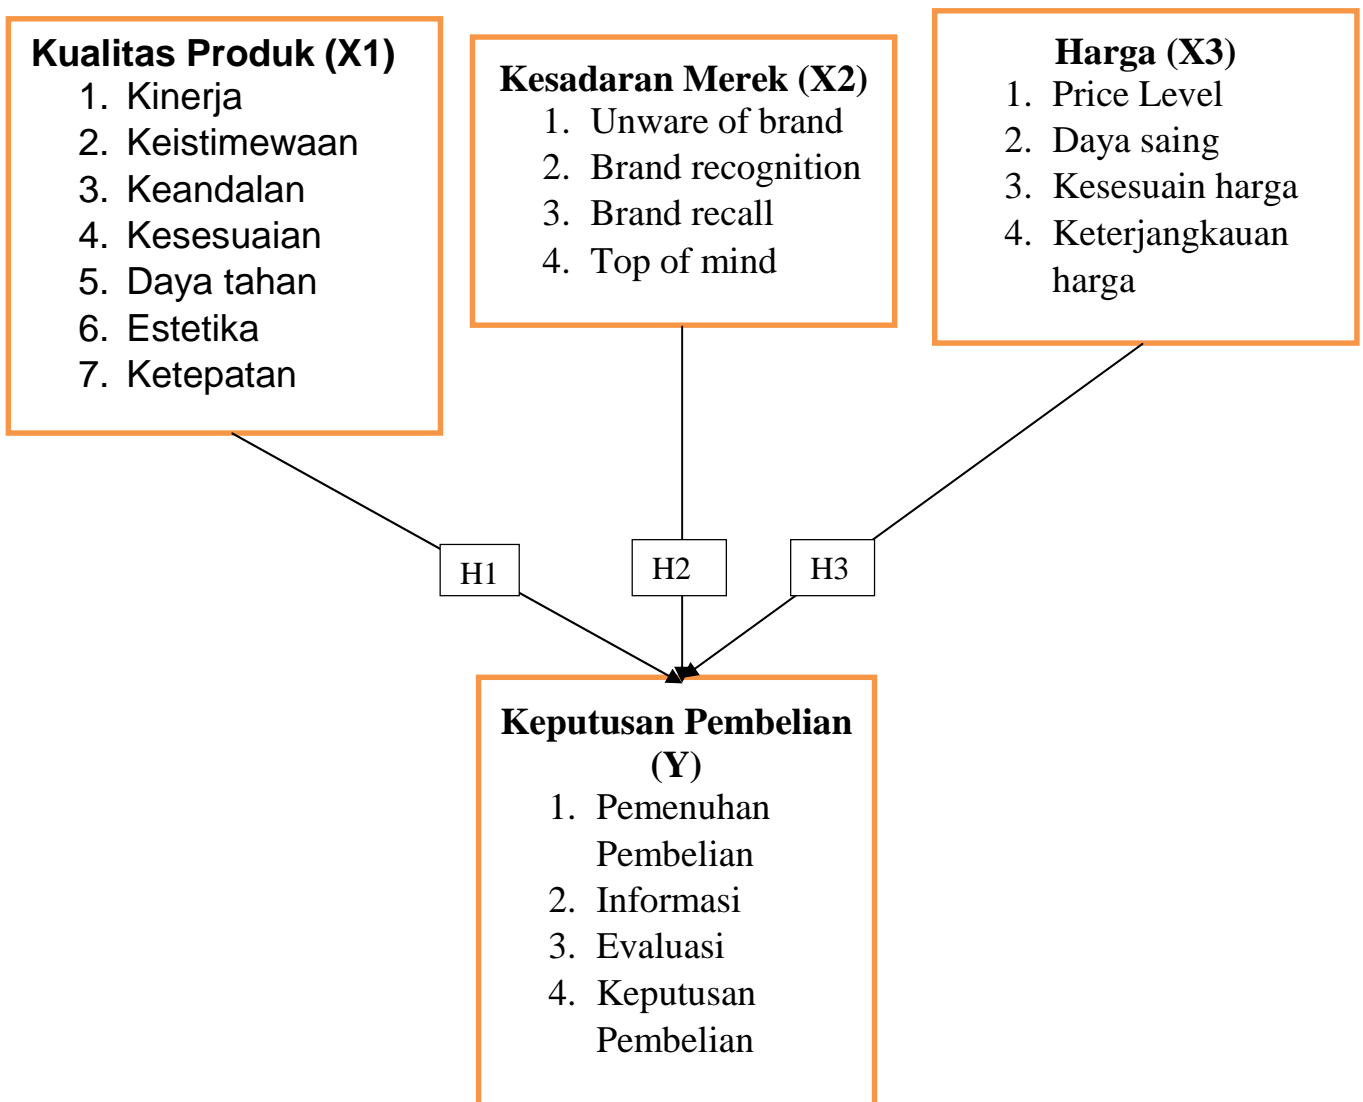 Kualitas Produk (X1)
1. Kinerja
2. Keistimewaan
3. Keandalan
4. Kesesuaian
5. Daya tahan
6. Estetika
7. Ketepatan
Kesadaran Merek (X2)
1. Unware of brand
2. Brand recognition
3. Brand recall
4. Top of mind
Harga (X3)
1. Price Level
2. Daya saing
3. Kesesuain harga
4. Keterjangkauan
harga
H1
H2
H3
Keputusan Pembelian
(Y)
1. Pemenuhan
Pembelian
2. Informasi
3. Evaluasi
4. Keputusan
Pembelian